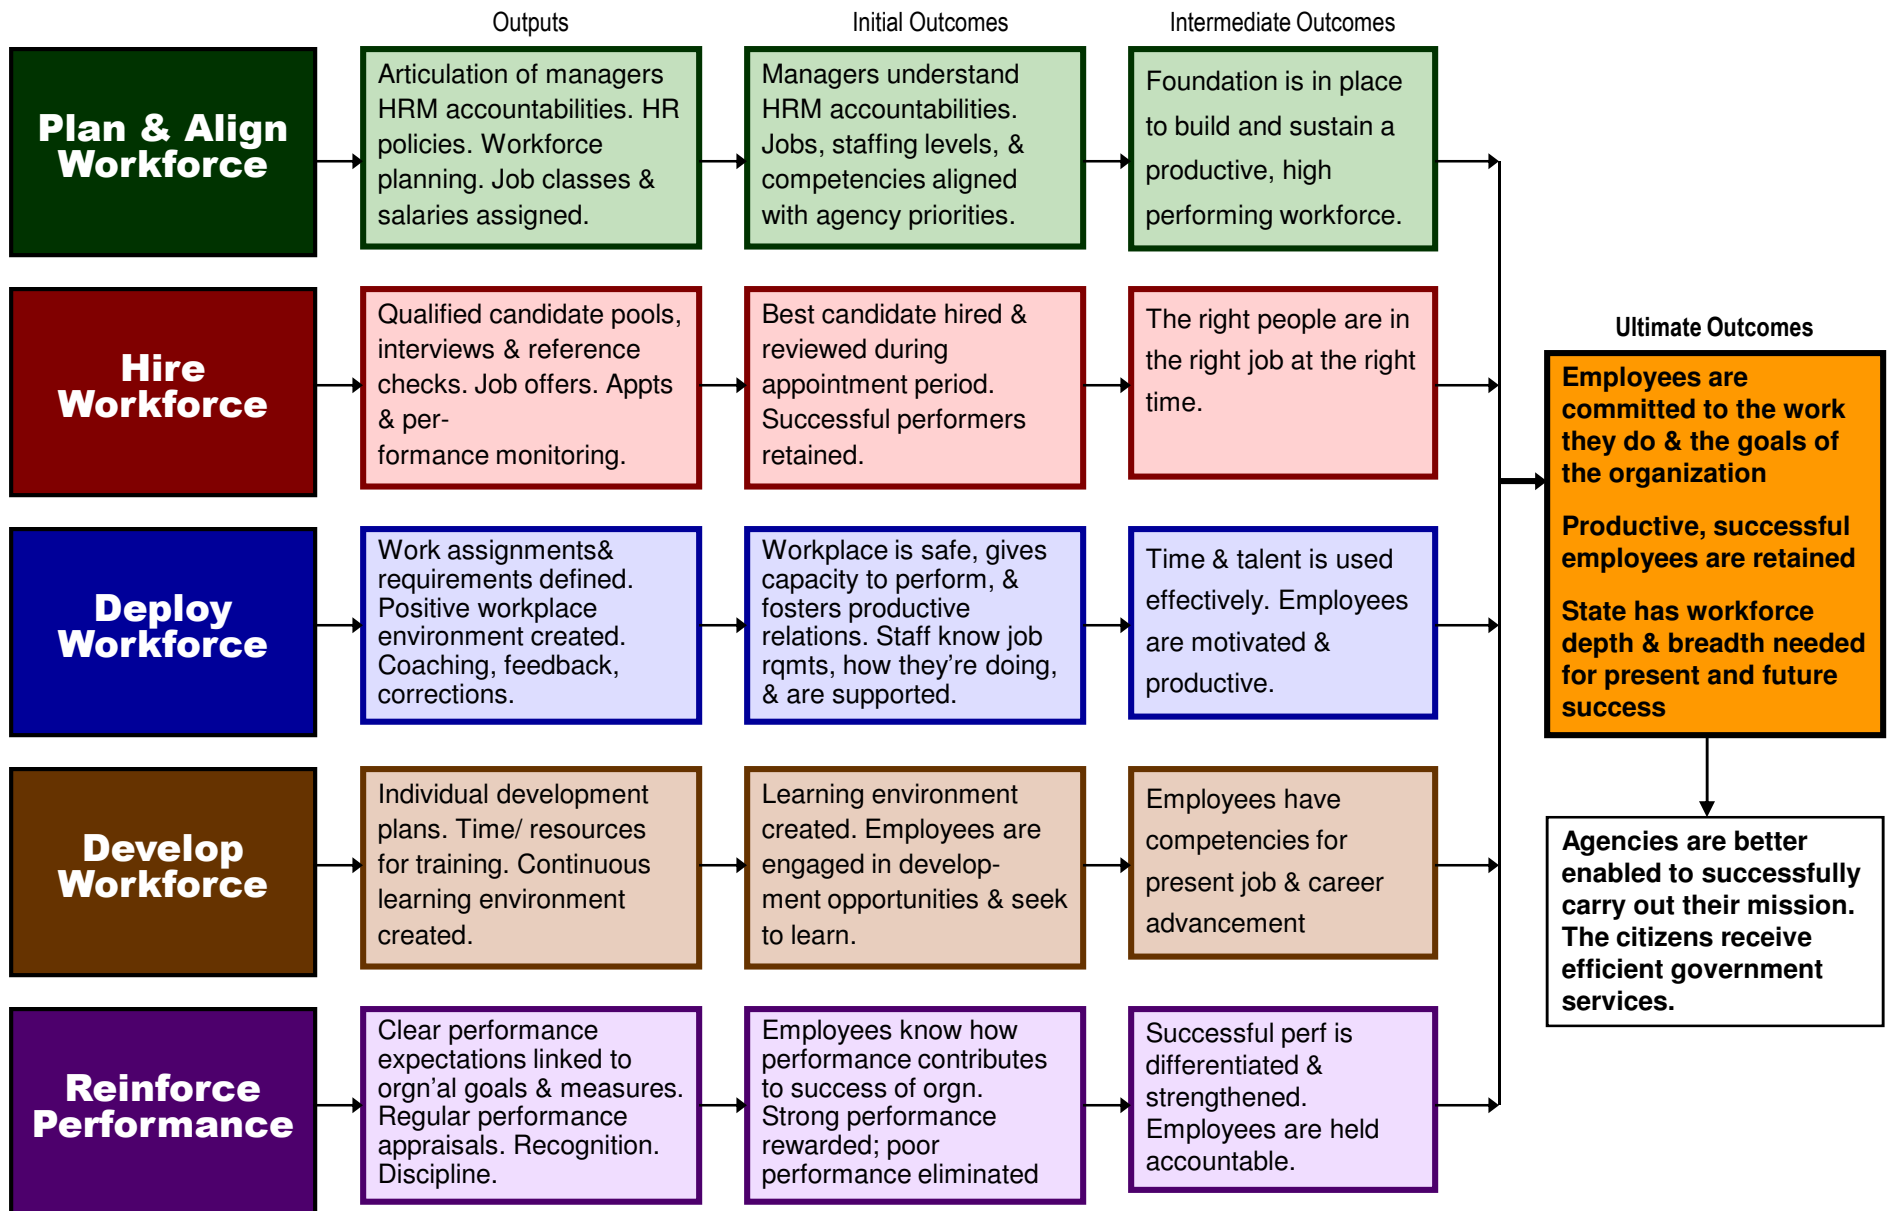 Outputs
Initial Outcomes
Intermediate Outcomes
Plan & Align
Workforce
Articulation of managers
HRM accountabilities. HR
policies. Workforce
planning. Job classes &
salaries assigned.
Managers understand
HRM accountabilities.
Jobs, staffing levels, &
competencies aligned
with agency priorities.
Foundation is in place
to build and sustain a
productive, high
performing workforce.
Hire
Workforce
Qualified candidate pools,
interviews & reference
checks. Job offers. Appts
& per-
formance monitoring.
Best candidate hired &
reviewed during
appointment period.
Successful performers
retained.
The right people are in
the right job at the right
time.
Deploy
Workforce
Work assignments&
requirements defined.
Positive workplace
environment created.
Coaching, feedback,
corrections.
Workplace is safe, gives
capacity to perform, &
fosters productive
relations. Staff know job
rqmts, how they're doing,
& are supported.
Time & talent is used
effectively. Employees
are motivated &
productive.
Develop
Workforce
Individual development
plans. Time/ resources
for training. Continuous
learning environment
created.
Learning environment
created. Employees are
engaged in develop-
ment opportunities & seek
to learn.
Employees have
competencies for
present job & career
advancement
Reinforce
Performance
Clear performance
expectations linked to
orgn'al goals & measures.
Regular performance
appraisals. Recognition.
Discipline.
Employees know how
performance contributes
to success of orgn.
Strong performance
rewarded; poor
performance eliminated
Successful perf is
differentiated &
strengthened.
Employees are held
accountable.
Ultimate Outcomes
Employees are
committed to the work
they do & the goals of
the organization
Productive, successful
employees are retained
State has workforce
depth & breadth needed
for present and future
success
Agencies are better
enabled to successfully
carry out their mission.
The citizens receive
efficient government
services.